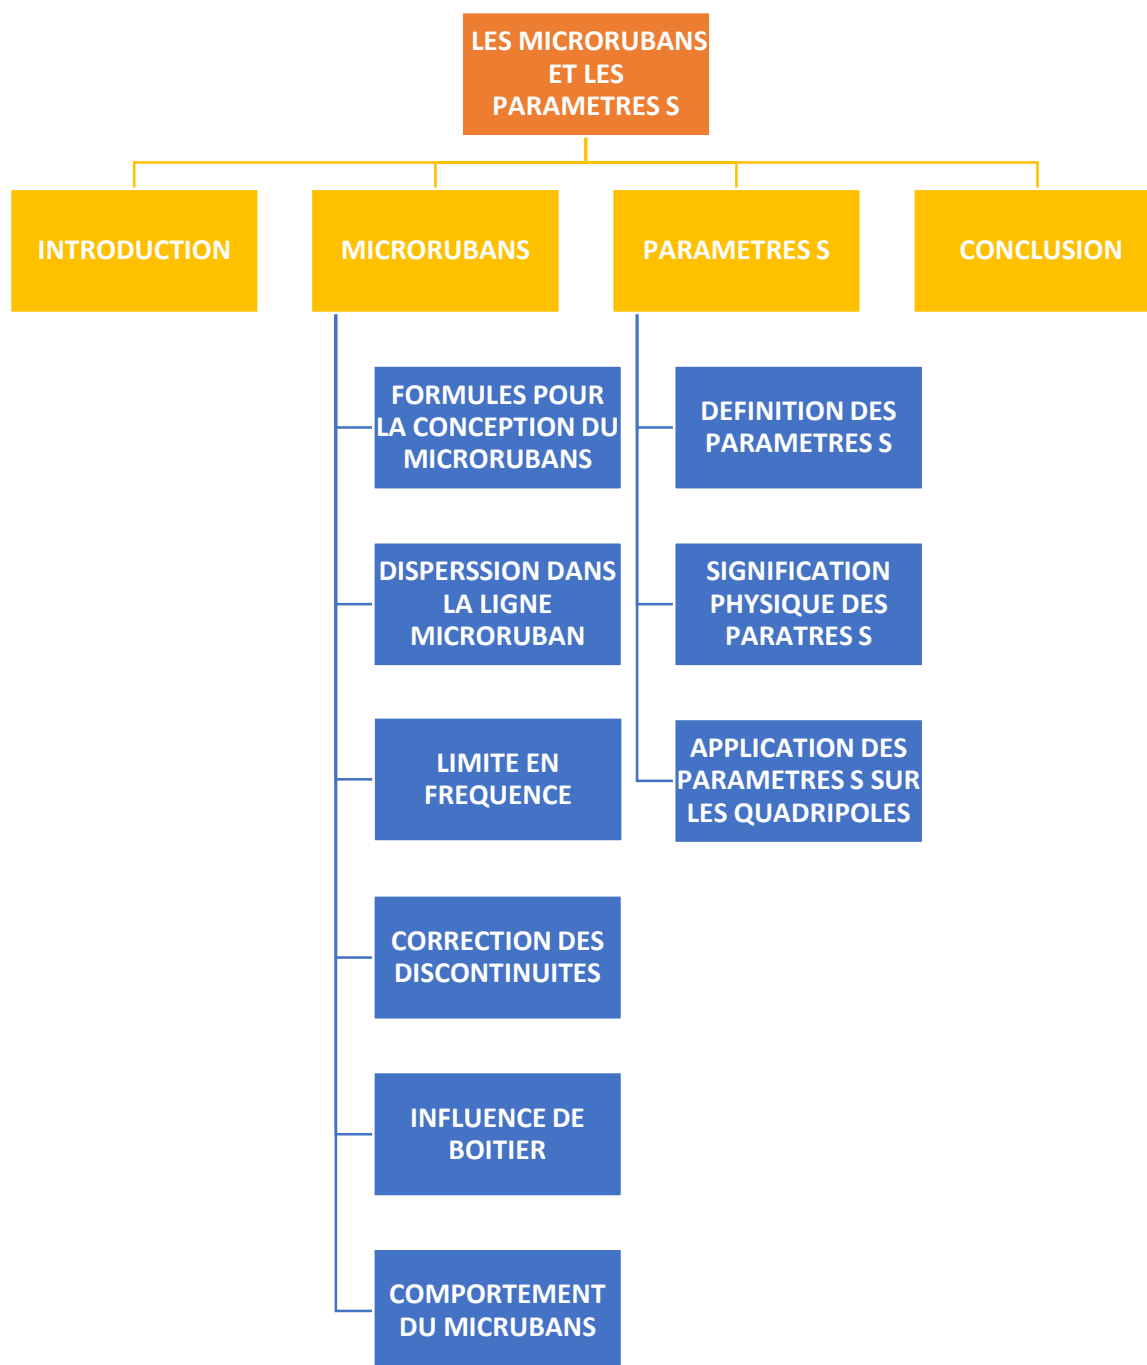 LES MICRORUBANS
ET LES
PARAMETRES S
INTRODUCTION
MICRORUBANS
PARAMETRES S
CONCLUSION
FORMULES POUR
LA CONCEPTION DU
MICRORUBANS
DISPERSSION DANS
LA LIGNE
MICRORUBAN
LIMITE EN
FREQUENCE
CORRECTION DES
DISCONTINUITES
INFLUENCE DE
BOITIER
COMPORTEMENT
DU MICRUBANS
DEFINITION DES
PARAMETRES S
SIGNIFICATION
PHYSIQUE DES
PARATRES S
APPLICATION DES
PARAMETRES S SUR
LES QUADRIPOLES